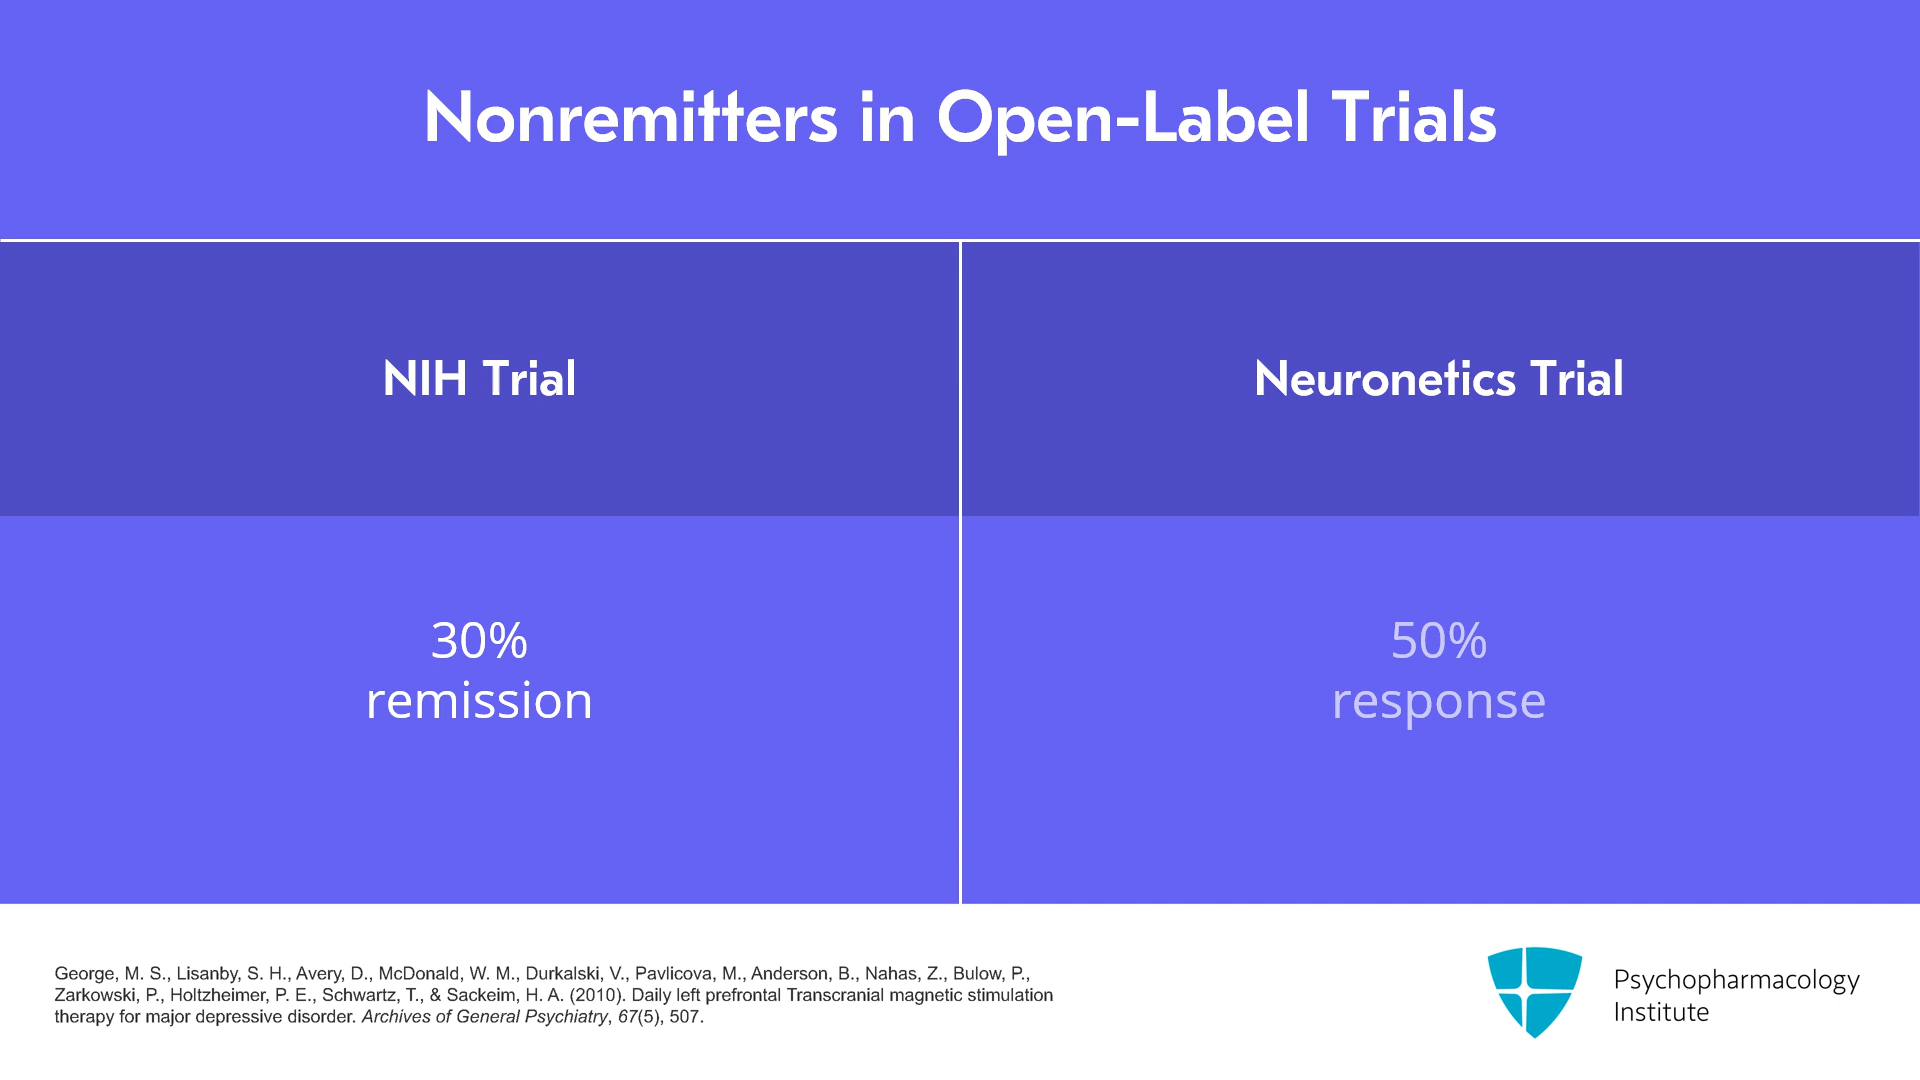 Nonremitters in Open-Label Trials
NIH Trial
Neuronetics Trial
30%
remission
50%
response
George, M. S., Lisanby, S. H., Avery, D., McDonald, W. M., Durkalski, V., Pavlicova, M., Anderson, B., Nahas, Z., Bulow, P.,
Zarkowski, P., Holtzheimer, P. E., Schwartz, T., & Sackeim, H. A. (2010). Daily left prefrontal Transcranial magnetic stimulation
therapy for major depressive disorder. Archives of General Psychiatry, 67(5), 507.
Psychopharmacology
Institute